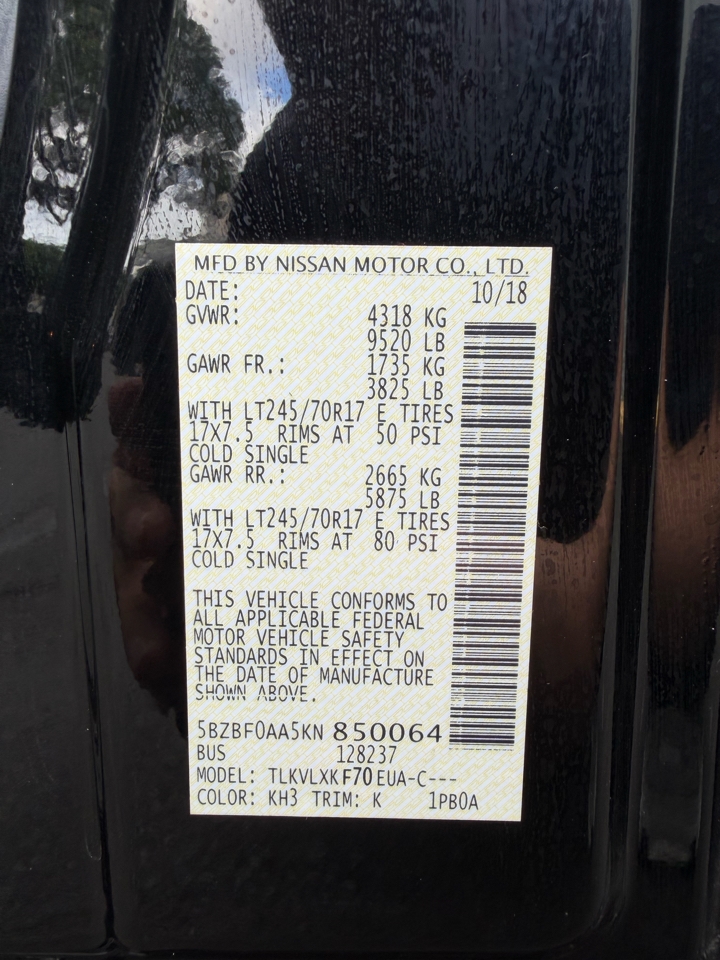 MFD BY NISSAN MOTOR CO., LTD.
DATE: 10/18
GVWR: 4318 KG
9520 LB
GAWR FR.: 1735 KG
3825 LB
WITH LT245/70R17 E TIRES
17X7.5 RIMS AT 50 PSI
COLD SINGLE
GAWR RR.: 2665 KG
5875 LB
WITH LT245/70R17 E TIRES
17X7.5 RIMS AT 80 PSI
COLD SINGLE
THIS VEHICLE CONFORMS TO
ALL APPLICABLE FEDERAL
MOTOR VEHICLE SAFETY
STANDARDS IN EFFECT ON
THE DATE OF MANUFACTURE
SHOWN ABOVE.
5BZBF0AA5KN 850064
BUS 128237
MODEL: TLKVLXKF70EUA-C---
COLOR: KH3 TRIM: K 1PB0A